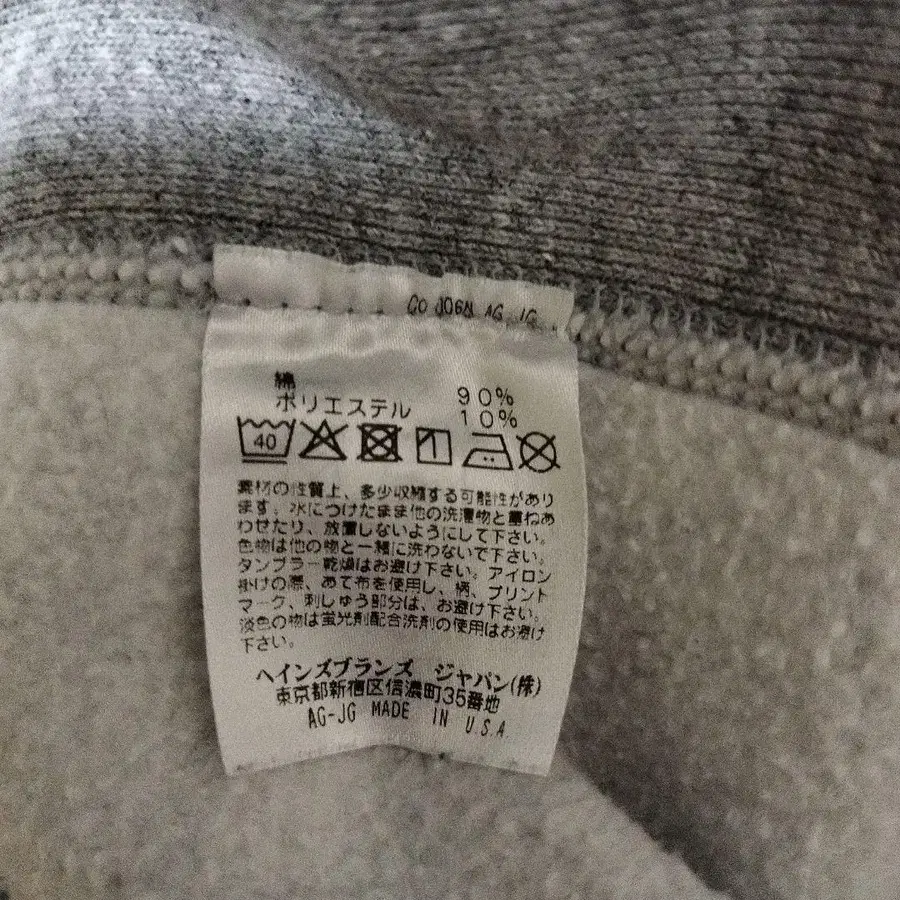 CO J06N AG JG
綿 90%
ポリエステル 10%
40
素材の性質上、多少収縮する可能性があり
ます。水につけたまま他の洗濯物と重ねあ
わせたり、放置しないようにして下さい。
色物は他の物と一緒に洗わないで下さい。
タンブラー乾燥はお避け下さい。アイロン
掛けの際、あて布を使用し、柄、プリント
マーク、刺しゅう部分は、お避け下さい。
淡色の物は蛍光剤配合洗剤の使用はお避け
下さい。
ヘインズブランズ ジャパン(株)
東京都新宿区信濃町35番地
AG-JG MADE IN U.S.A.